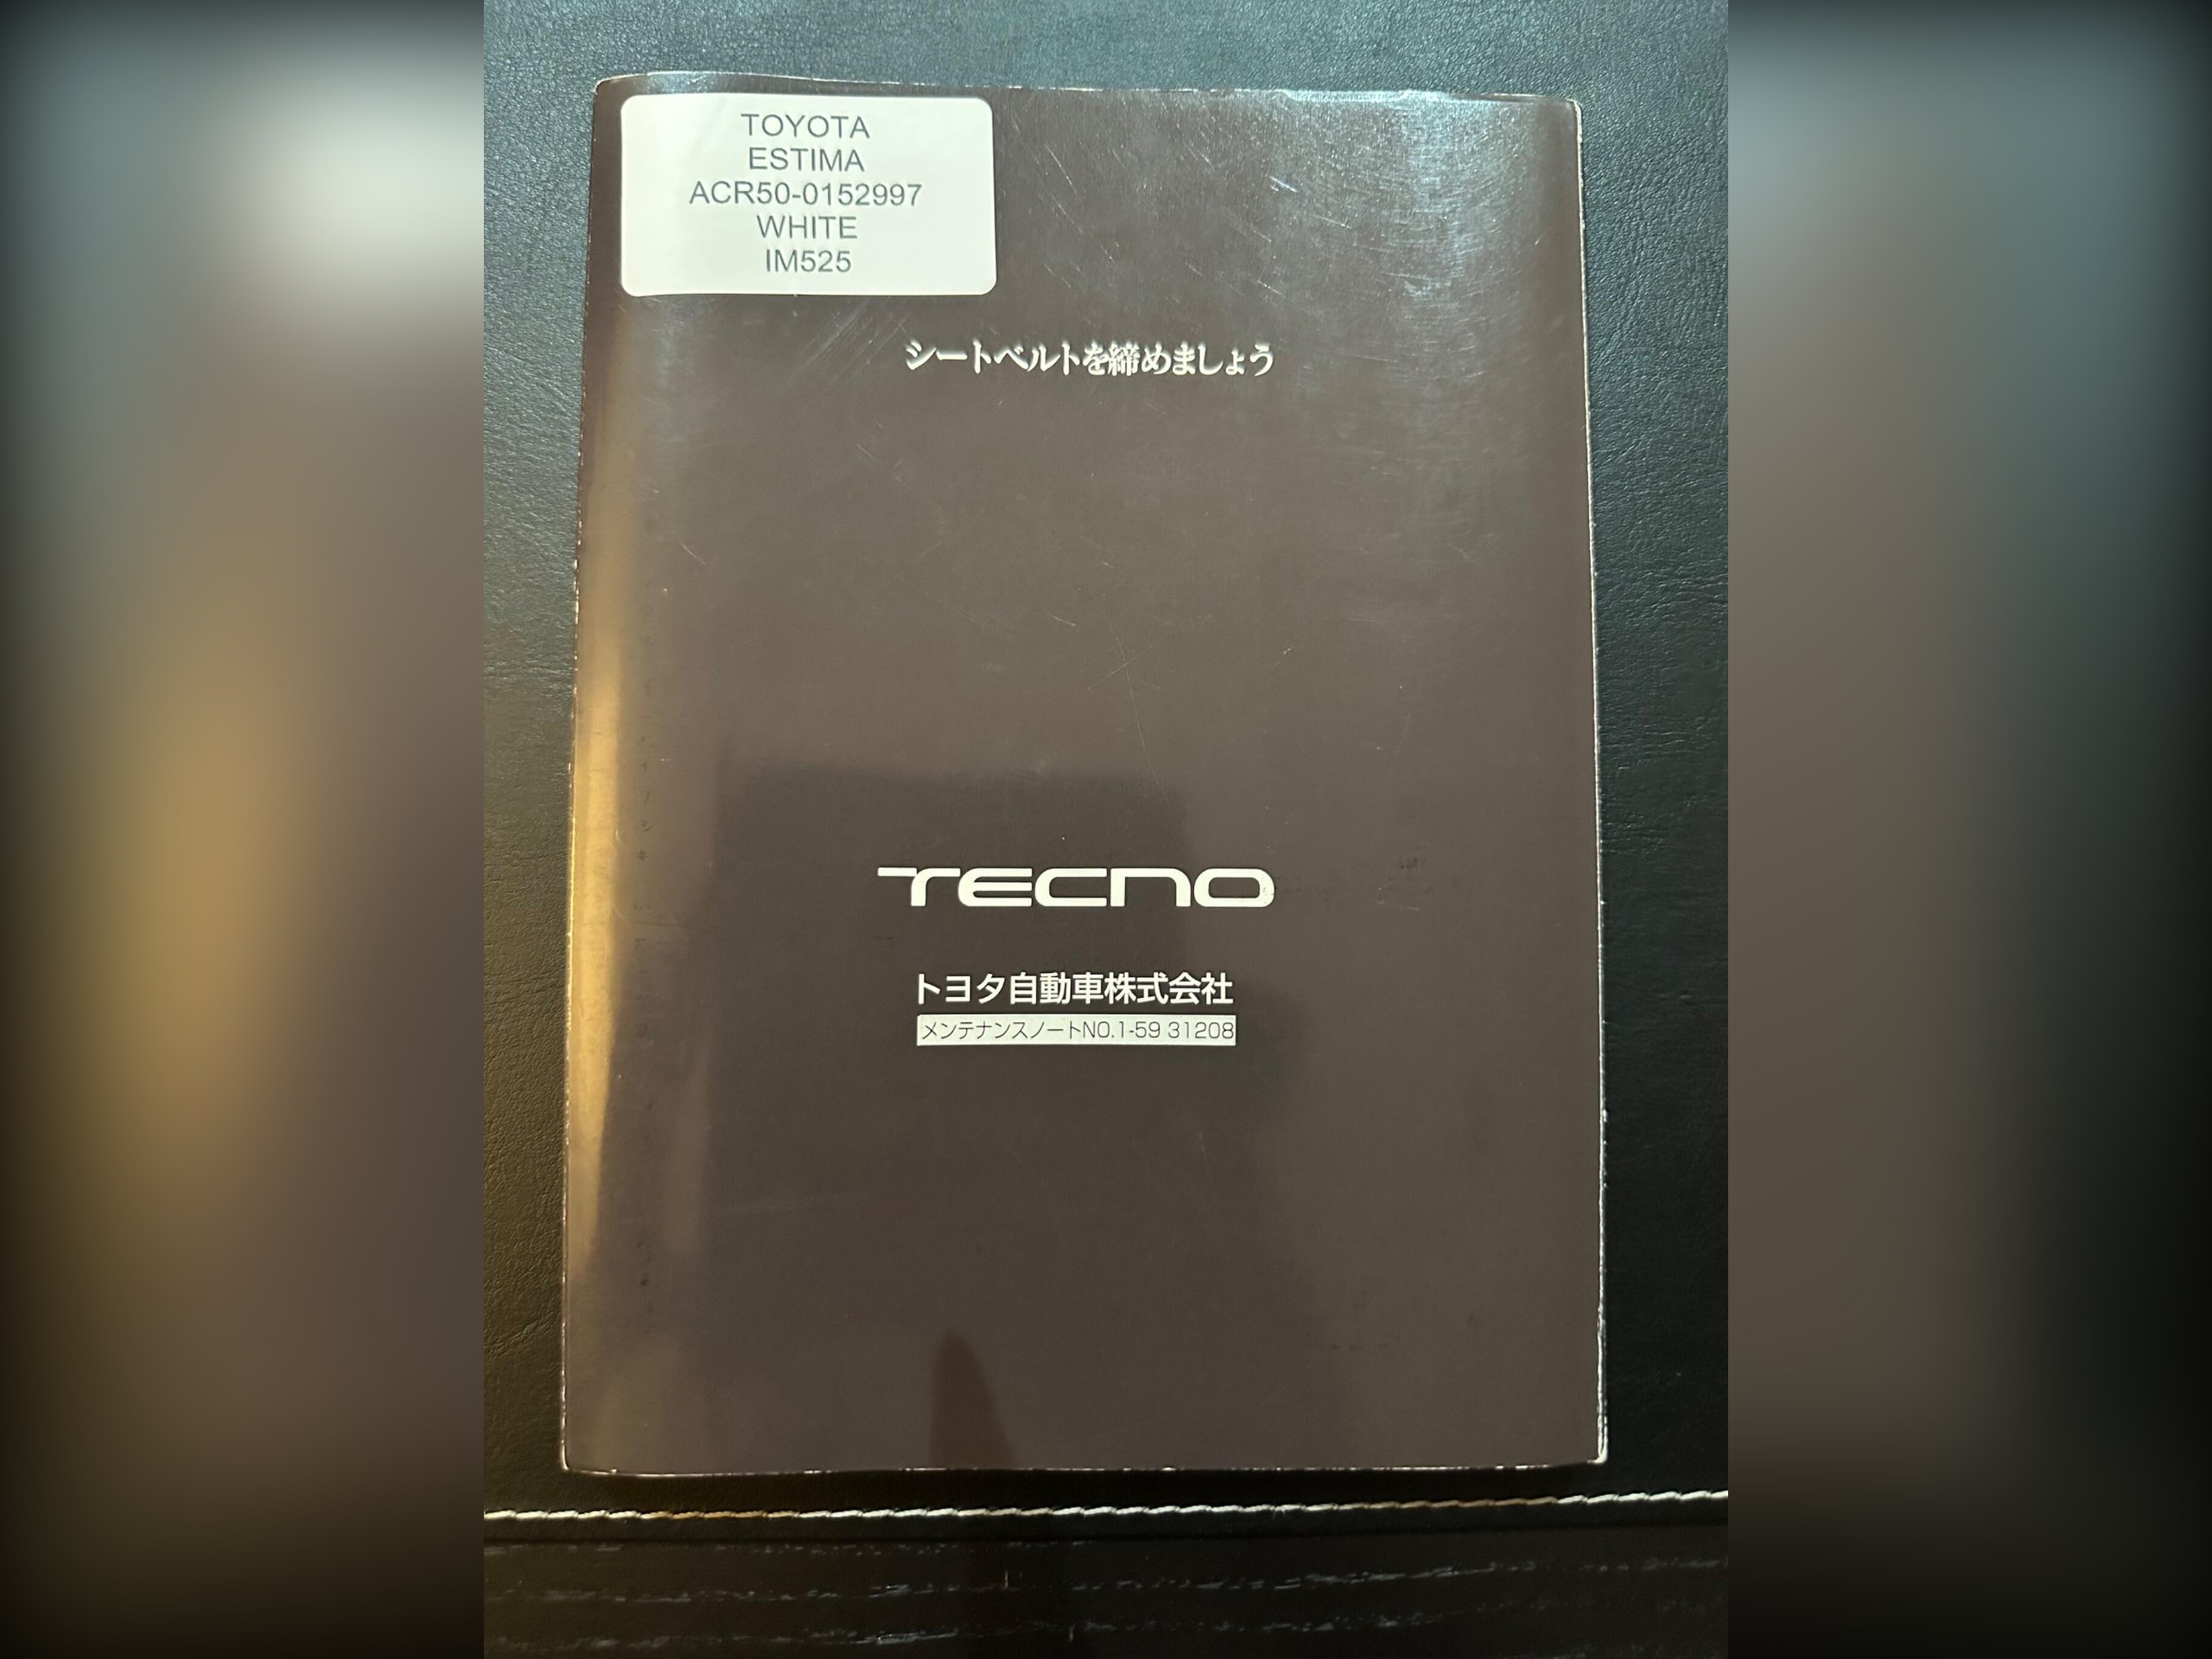 TOYOTA
ESTIMA
ACR50-0152997
WHITE
IM525
シートベルトを締めましょう
TECNO
トヨタ自動車株式会社
メンテナンスノートNO.1-59 31208